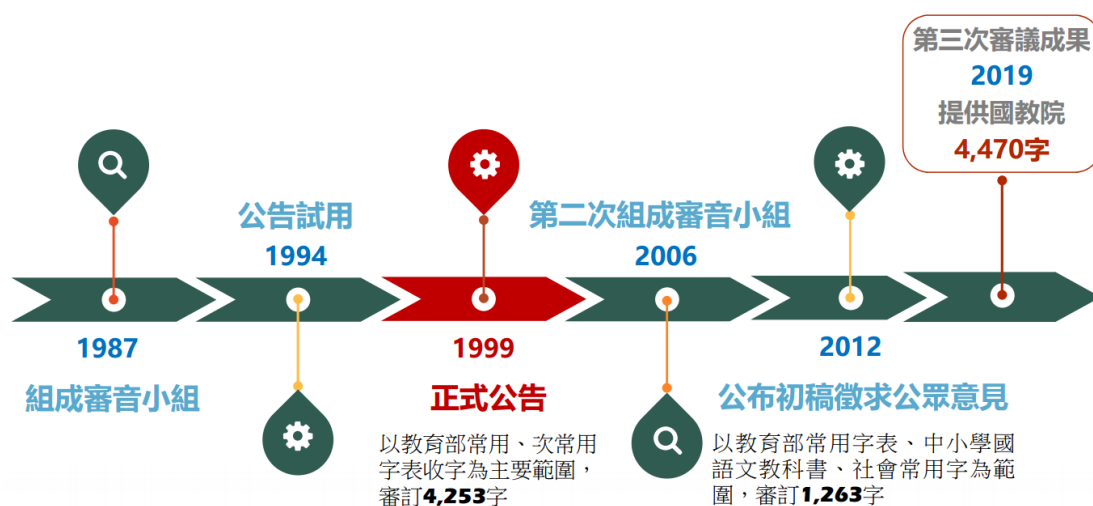 1987
組成審音小組
公告試用
1994
1999
正式公告
以教育部常用、次常用
字表收字為主要範圍，
審訂4,253字
第二次組成審音小組
2006
2012
公布初稿徵求公眾意見
以教育部常用字表、中小學國
語文教科書、社會常用字為範
圍，審訂1,263字
第三次審議成果
2019
提供國教院
4,470字